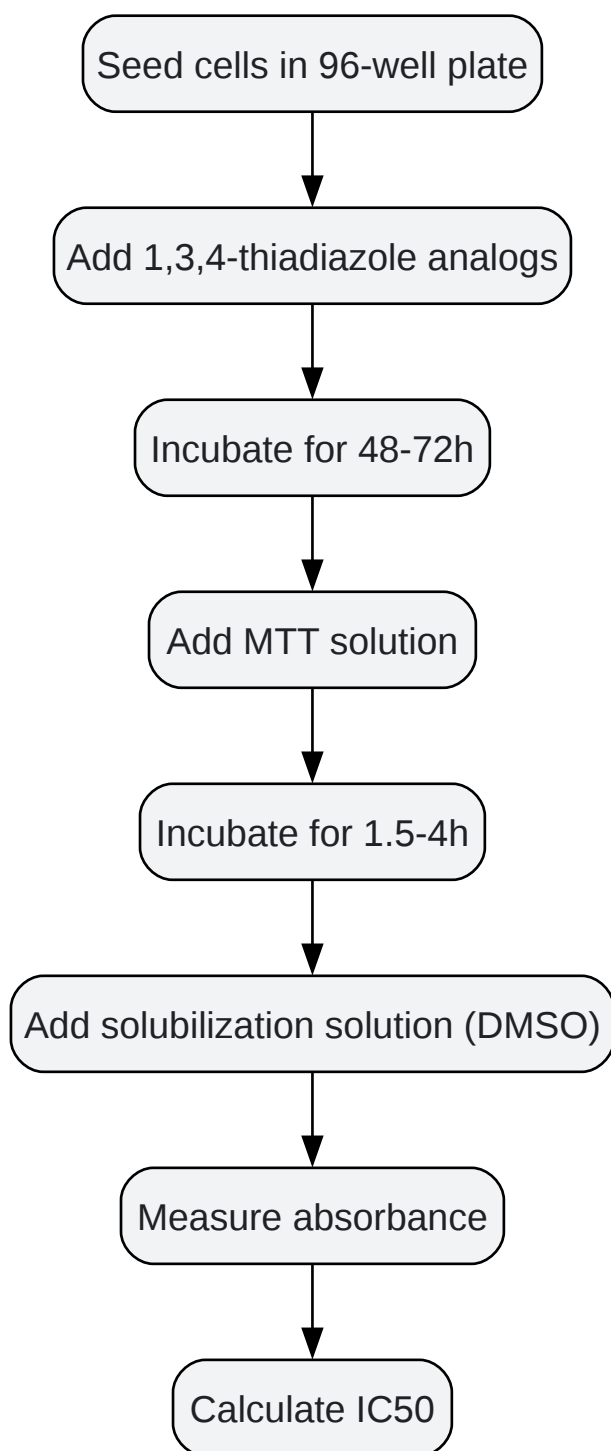 Seed cells in 96-well plate
Add 1,3,4-thiadiazole analogs
Incubate for 48-72h
Add MTT solution
Incubate for 1.5-4h
Add solubilization solution (DMSO)
Measure absorbance
Calculate IC50